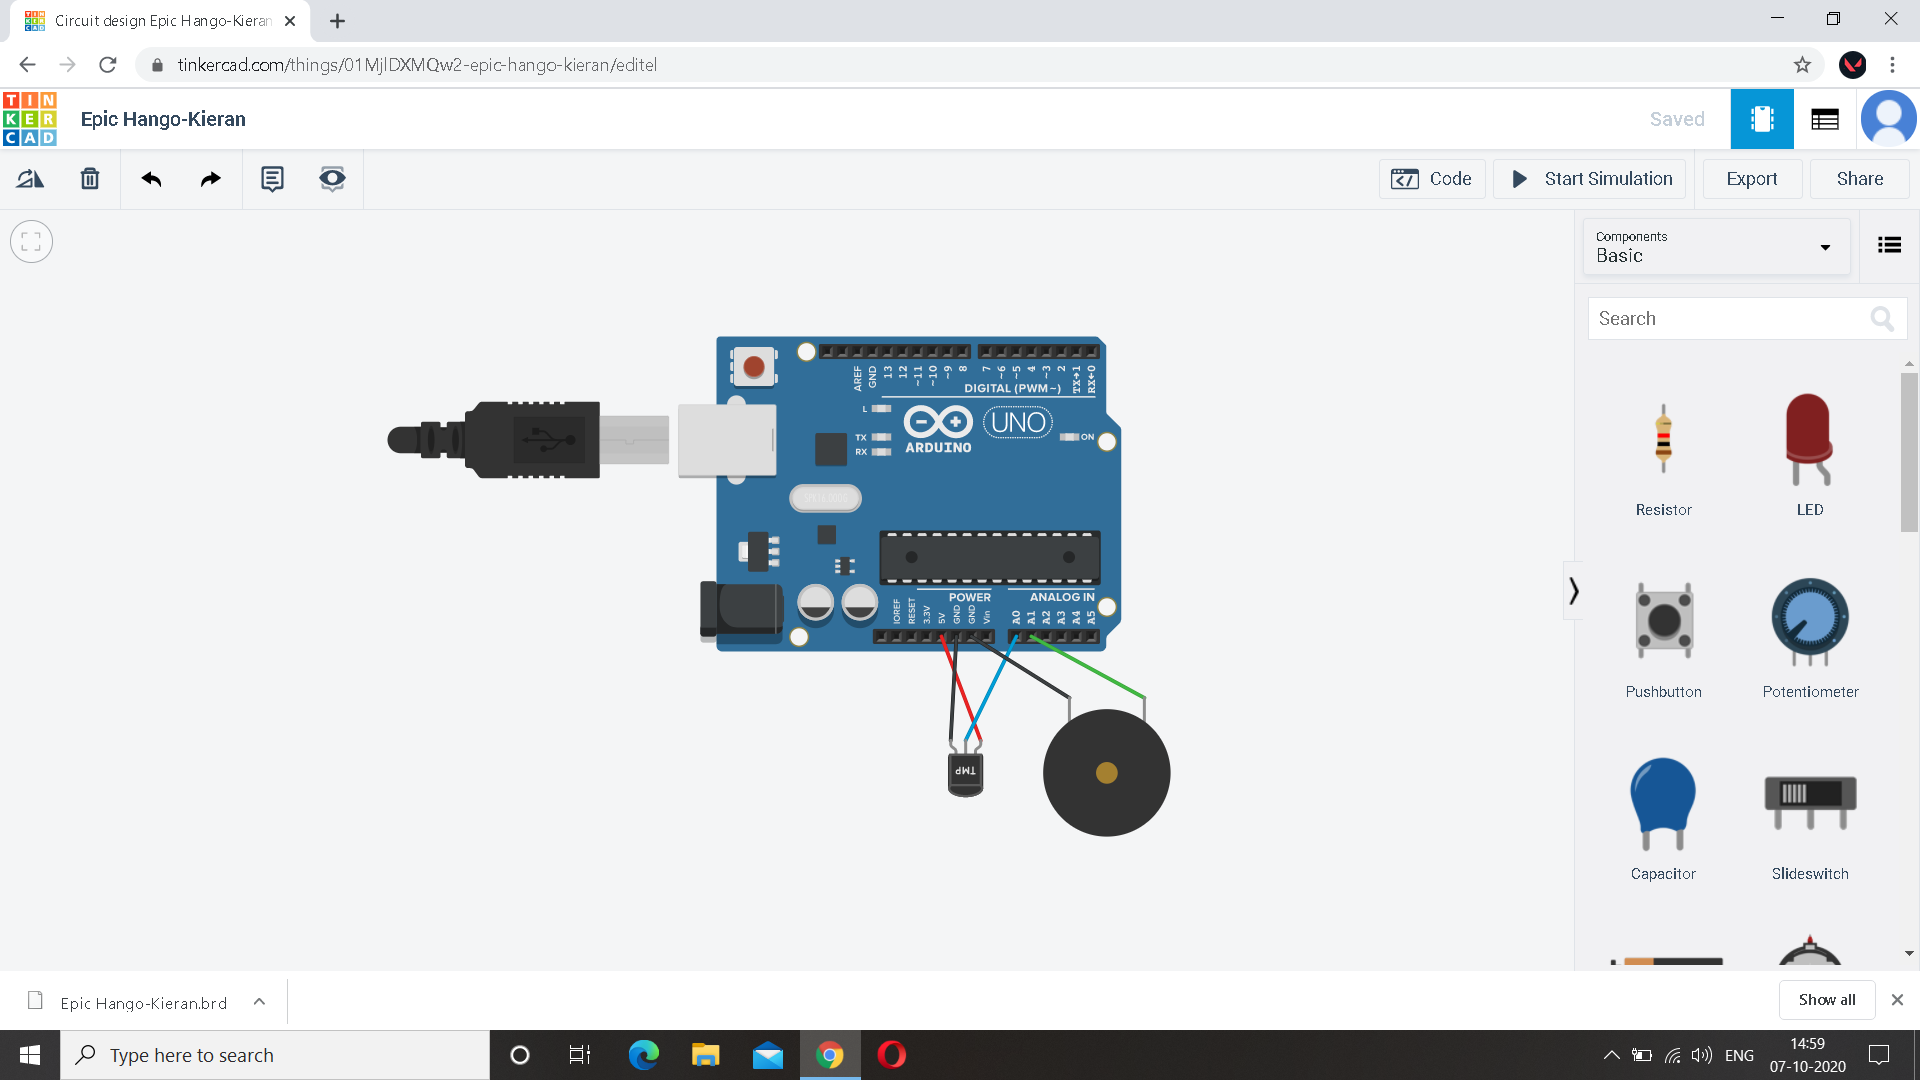 Circuit design Epic Hango-Kieran
tinkercad.com/things/01MjlDXMQw2-epic-hango-kieran/editel
TIN
KER
CAD
Epic Hango-Kieran
Saved
Code
Start Simulation
Export
Share
Components
Basic
Search
AREF
GND
13
12
~11
~10
~9
8
7
~6
~5
4
~3
2
TX→1
RX←0
DIGITAL (PWM~)
L
TX
RX
ARDUINO
UNO
ON
POWER
ANALOG IN
IOREF
RESET
3.3V
5V
GND
GND
Vin
A0
A1
A2
A3
A4
A5
TMP
Resistor
LED
Pushbutton
Potentiometer
Capacitor
Slideswitch
Epic Hango-Kieran.brd
Show all
Type here to search
ENG
14:59
07-10-2020